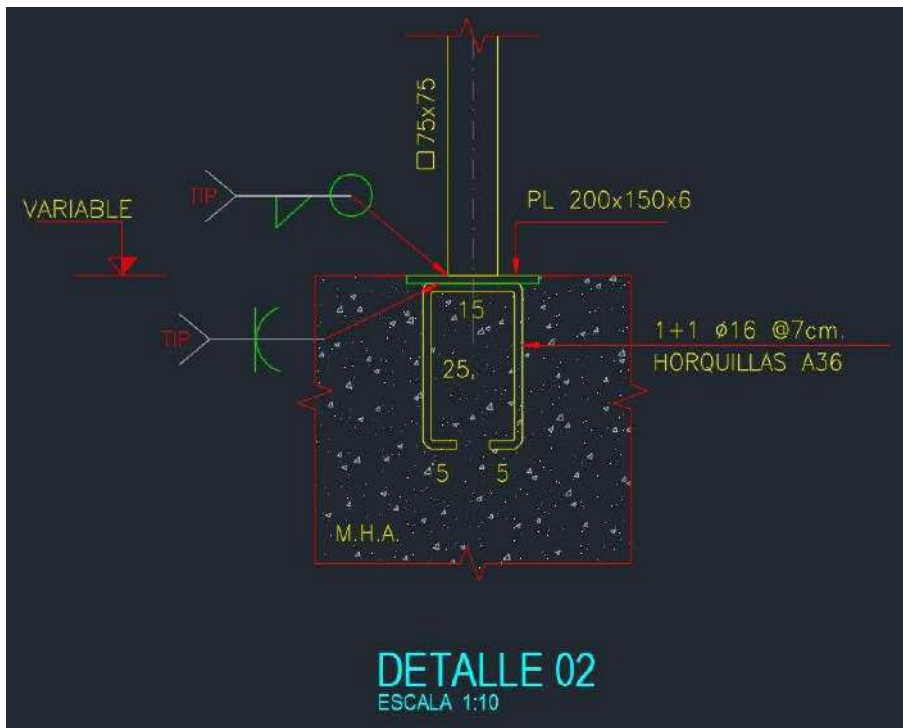 □75x75
TIP
VARIABLE
PL 200x150x6
15
1+1 ø16 @7cm.
HORQUILLAS A36
TIP
25,
5
5
M.H.A.
DETALLE 02
ESCALA 1:10